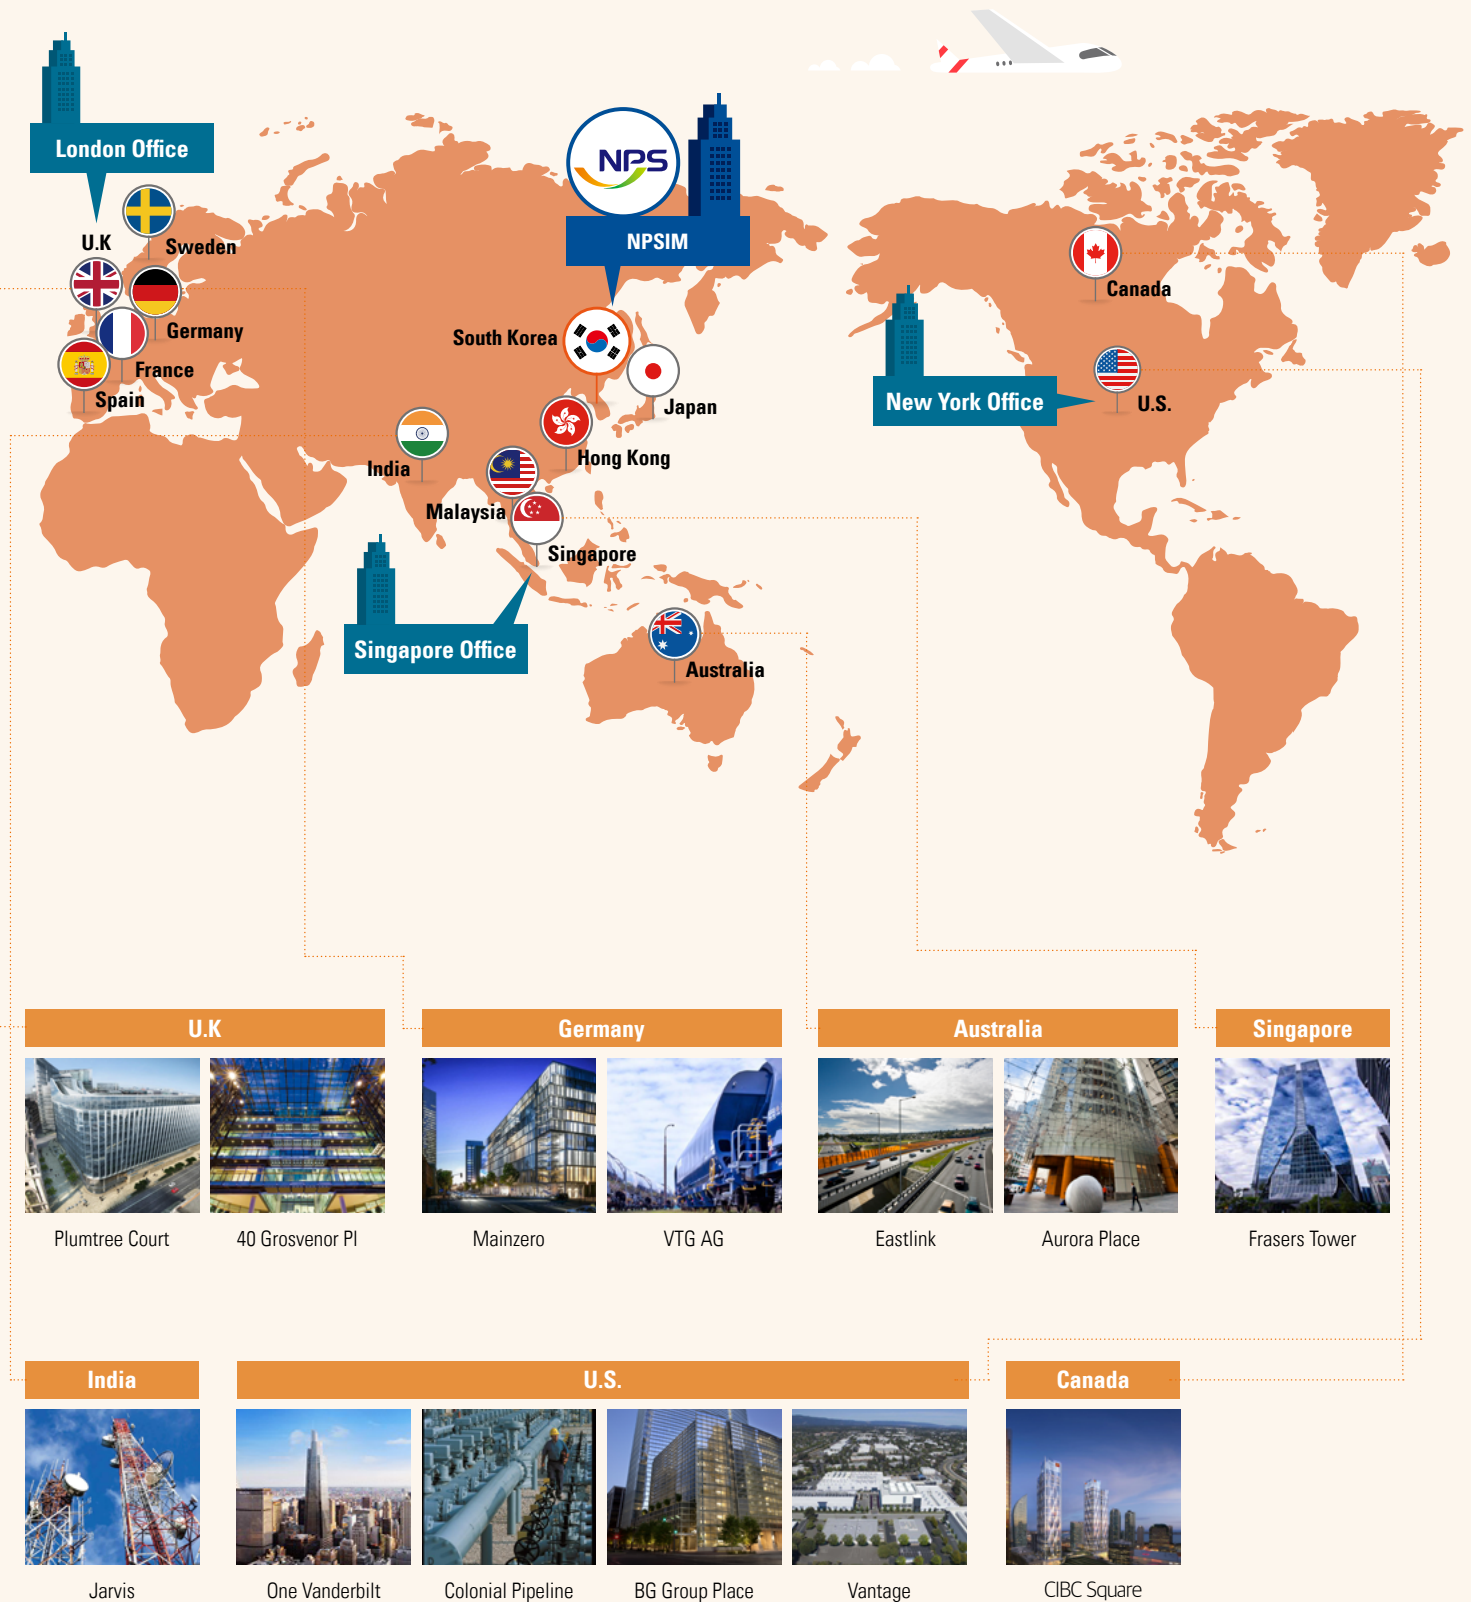 London Office
NPS
NPSIM
U.K
Sweden
Germany
France
Spain
South Korea
Japan
Hong Kong
India
Malaysia
Singapore
Singapore Office
Australia
Canada
New York Office
U.S.
U.K
Germany
Australia
Singapore
Plumtree Court
40 Grosvenor Pl
Mainzero
VTG AG
Eastlink
Aurora Place
Frasers Tower
India
U.S.
Canada
Jarvis
One Vanderbilt
Colonial Pipeline
BG Group Place
Vantage
CIBC Square